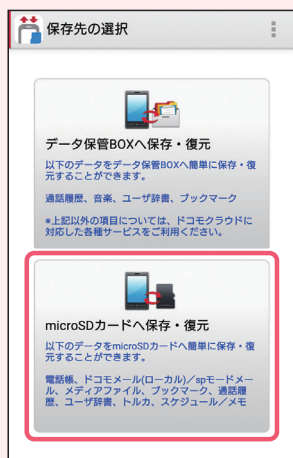 保存先の選択
データ保管BOXへ保存・復元
以下のデータをデータ保管BOXへ簡単に保存・復
元することができます。
通話履歴、音楽、ユーザ辞書、ブックマーク
※上記以外の項目については、ドコモクラウドに
対応した各種サービスをご利用ください。
microSDカードへ保存・復元
以下のデータをmicroSDカードへ簡単に保存・復
元することができます。
電話帳、ドコモメール(ローカル)／spモードメー
ル、メディアファイル、ブックマーク、通話履
歴、ユーザ辞書、トルカ、スケジュール／メモ